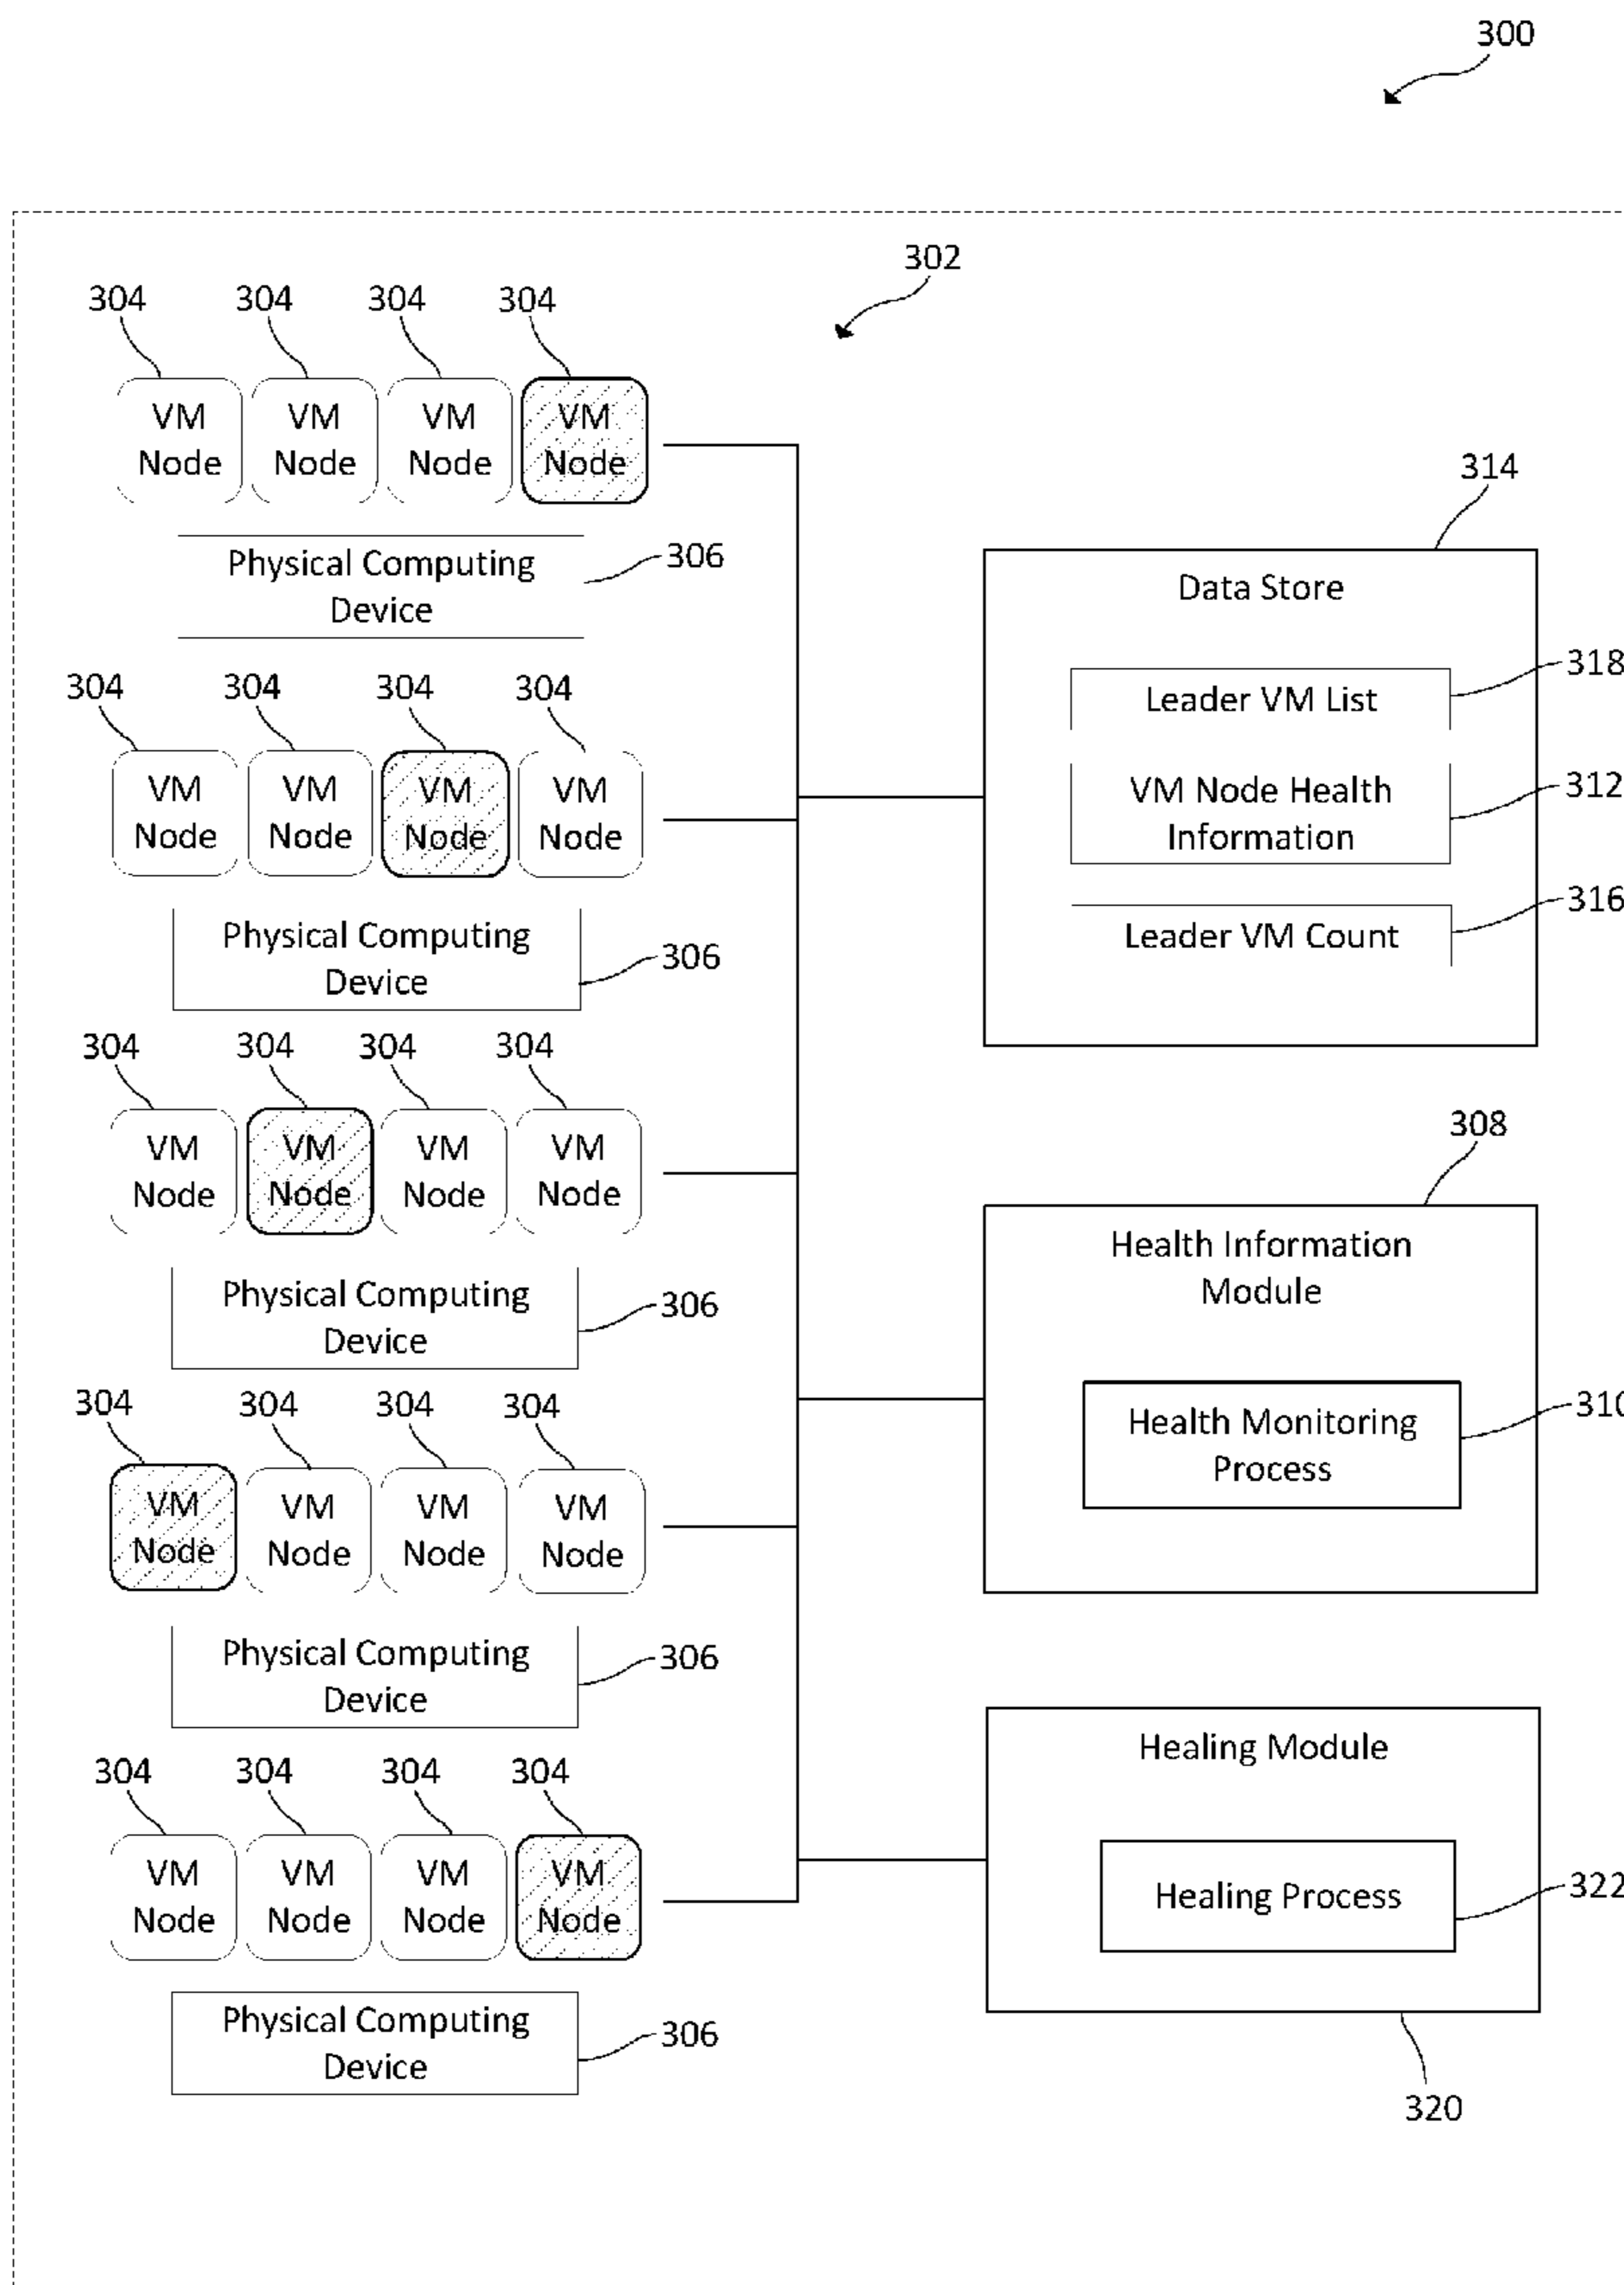 300
302
304 304 304 304
VM VM VM VM
Node Node Node Node
Physical Computing
Device
306
304 304 304 304
VM VM VM VM
Node Node Node Node
Physical Computing
Device
306
304 304 304 304
VM VM VM VM
Node Node Node Node
Physical Computing
Device
306
304 304 304 304
VM VM VM VM
Node Node Node Node
Physical Computing
Device
306
304 304 304 304
VM VM VM VM
Node Node Node Node
Physical Computing
Device
306
314
Data Store
Leader VM List
318
VM Node Health
Information
312
Leader VM Count
316
308
Health Information
Module
Health Monitoring
Process
310
Healing Module
Healing Process
322
320